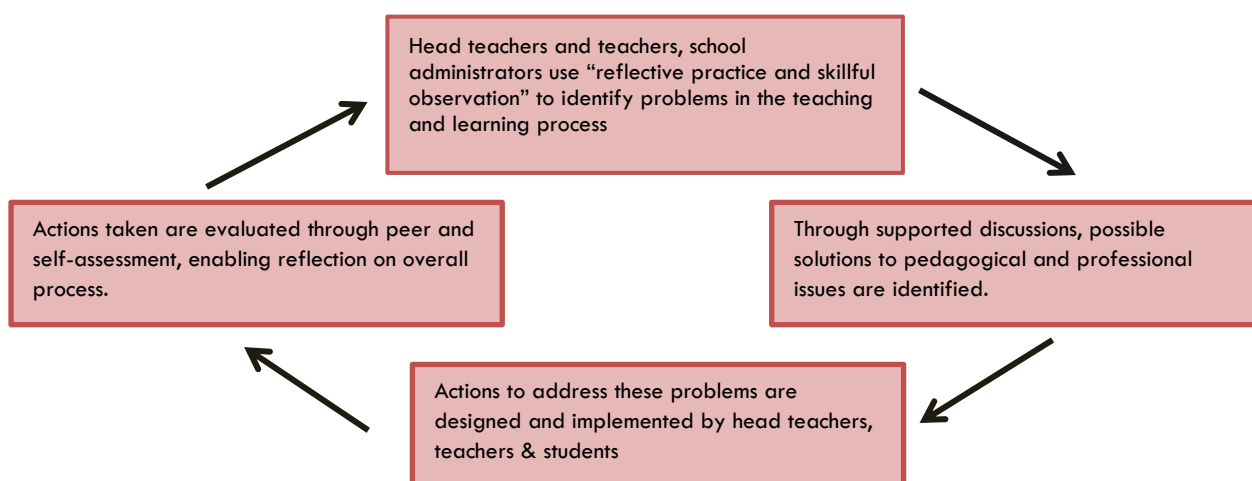 Head teachers and teachers, school
administrators use “reflective practice and skillful
observation” to identify problems in the teaching
and learning process
Through supported discussions, possible
solutions to pedagogical and professional
issues are identified.
Actions to address these problems are
designed and implemented by head teachers,
teachers & students
Actions taken are evaluated through peer and
self-assessment, enabling reflection on overall
process.